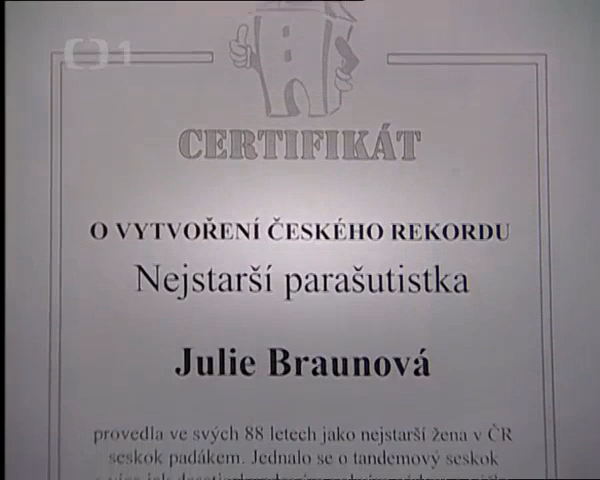 1
CERTIFIKÁT
O VYTVOŘENÍ ČESKÉHO REKORDU
Nejstarší parašutistka
Julie Braunová
provedla ve svých 88 letech jako nejstarší žena v ČR
seskok padákem. Jednalo se o tandemový seskok